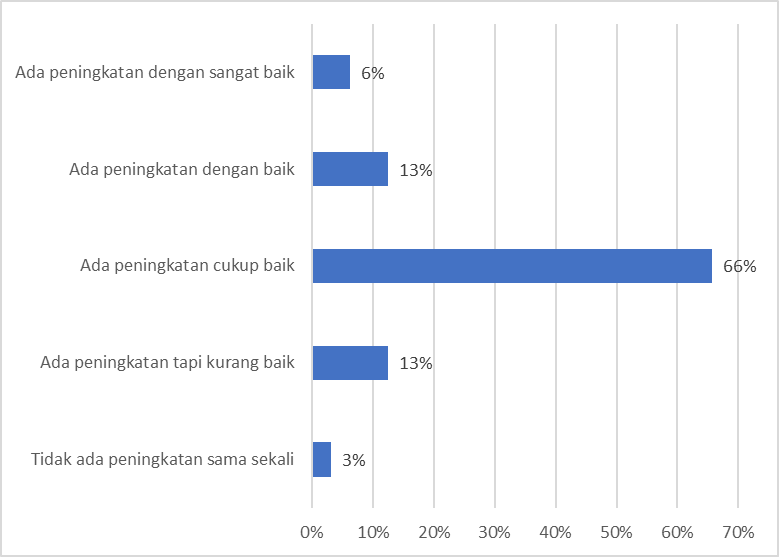 Ada peningkatan dengan sangat baik 6%
Ada peningkatan dengan baik 13%
Ada peningkatan cukup baik 66%
Ada peningkatan tapi kurang baik 13%
Tidak ada peningkatan sama sekali 3%
0% 10% 20% 30% 40% 50% 60% 70%